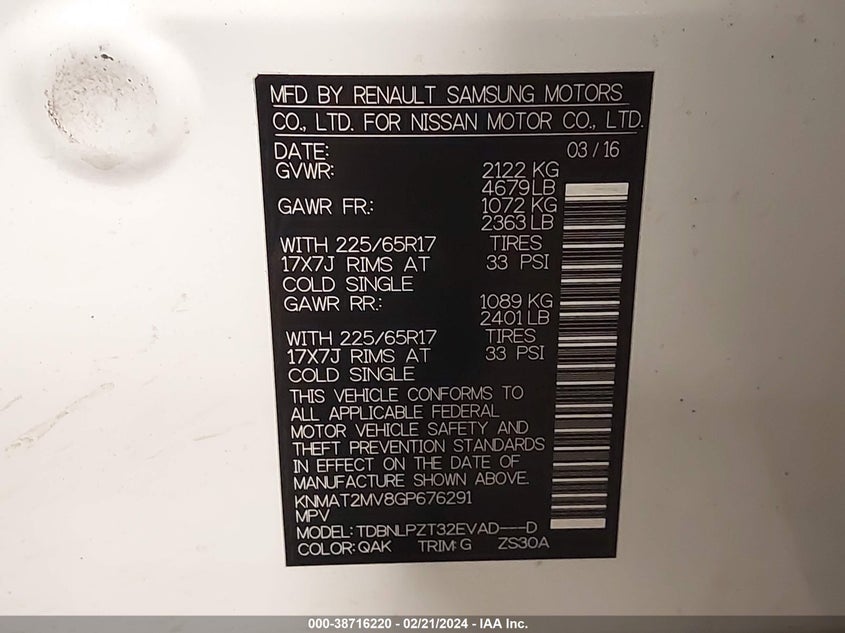 MFD BY RENAULT SAMSUNG MOTORS
CO., LTD. FOR NISSAN MOTOR CO., LTD.
DATE: 03 / 16
GVWR: 2122 KG
4679 LB
GAWR FR.: 1072 KG
2363 LB
WITH 225/65R17 TIRES
17X7J RIMS AT 33 PSI
COLD SINGLE
GAWR RR.: 1089 KG
2401 LB
WITH 225/65R17 TIRES
17X7J RIMS AT 33 PSI
COLD SINGLE
THIS VEHICLE CONFORMS TO
ALL APPLICABLE FEDERAL
MOTOR VEHICLE SAFETY AND
THEFT PREVENTION STANDARDS
IN EFFECT ON THE DATE OF
MANUFACTURE SHOWN ABOVE.
KNMAT2MV8GP676291
MPV
MODEL: TDBNLPZT32EVAD---D
COLOR: QAK TRIM: G ZS30A
000-38716220 - 02/21/2024 - IAA Inc.